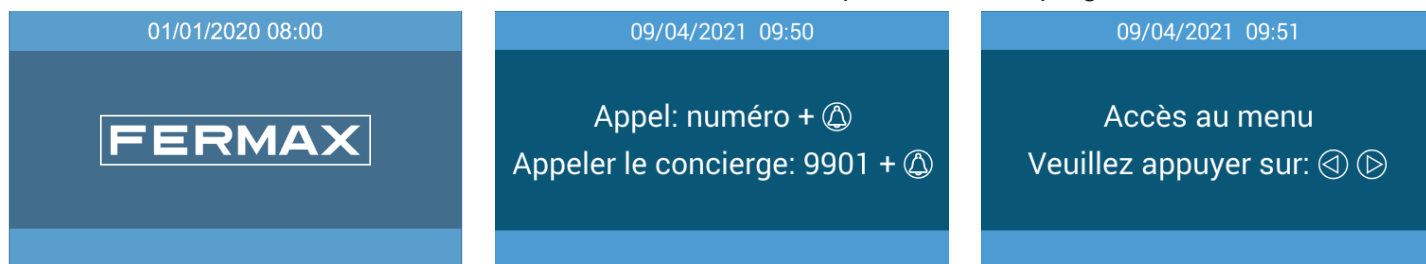 01/01/2020 08:00
FERMAX
09/04/2021 09:50
Appel: numéro +
Appeler le concierge: 9901 +
09/04/2021 09:51
Accès au menu
Veuillez appuyer sur: